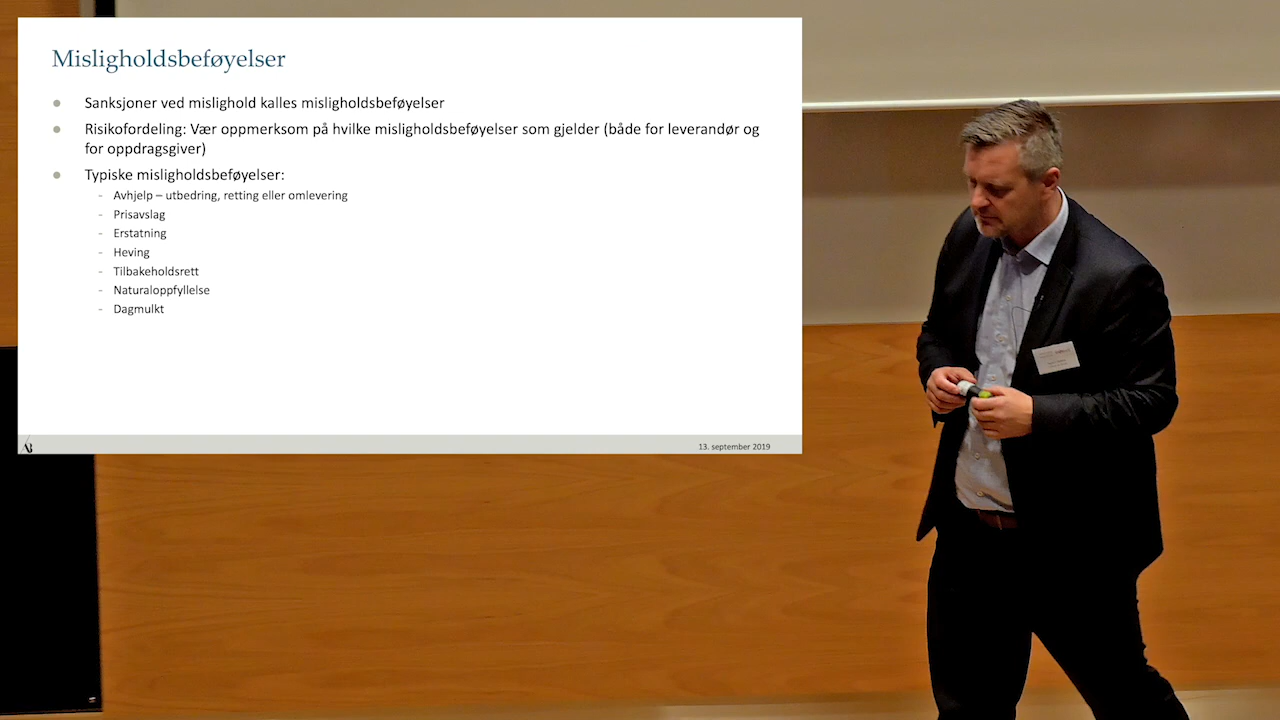 Misligholdsbeføyelser
● Sanksjoner ved mislighold kalles misligholdsbeføyelser
● Risikofordeling: Vær oppmerksom på hvilke misligholdsbeføyelser som gjelder (både for leverandør og
for oppdragsgiver)
● Typiske misligholdsbeføyelser:
- Avhjelp – utbedring, retting eller omlevering
- Prisavslag
- Erstatning
- Heving
- Tilbakeholdsrett
- Naturaloppfyllelse
- Dagmulkt
AB
13. september 2019